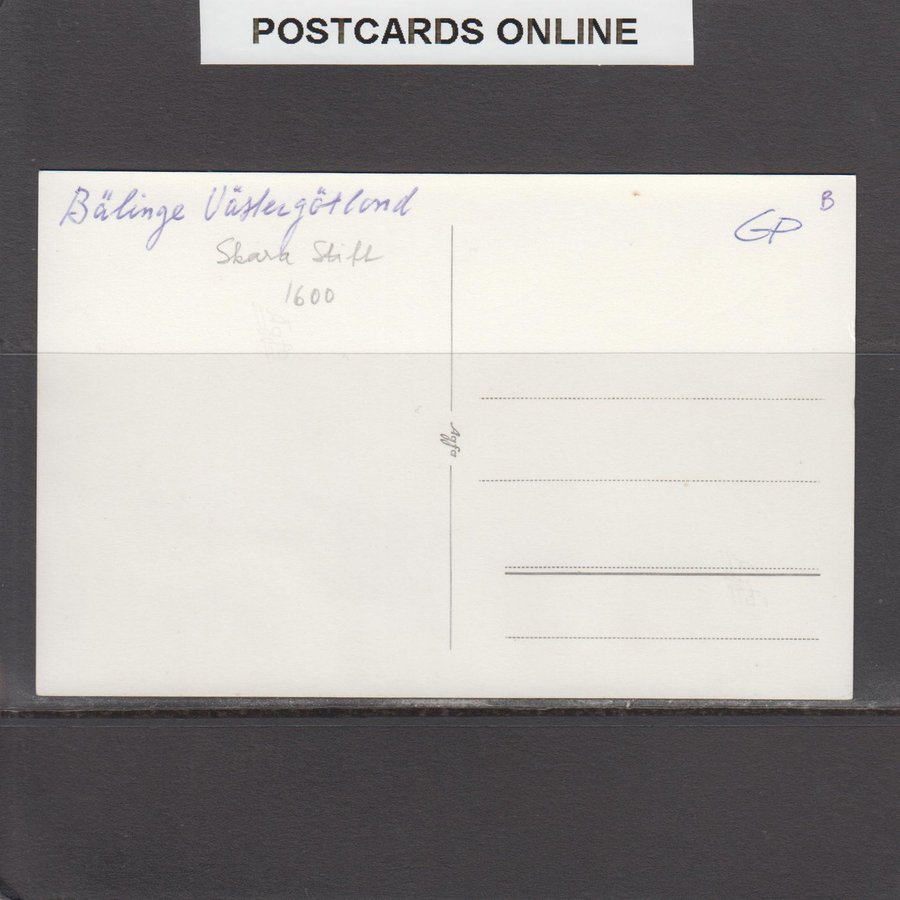 POSTCARDS ONLINE
Bälinge Västergötland
B
GP
Skara Stift
1600
Agfa